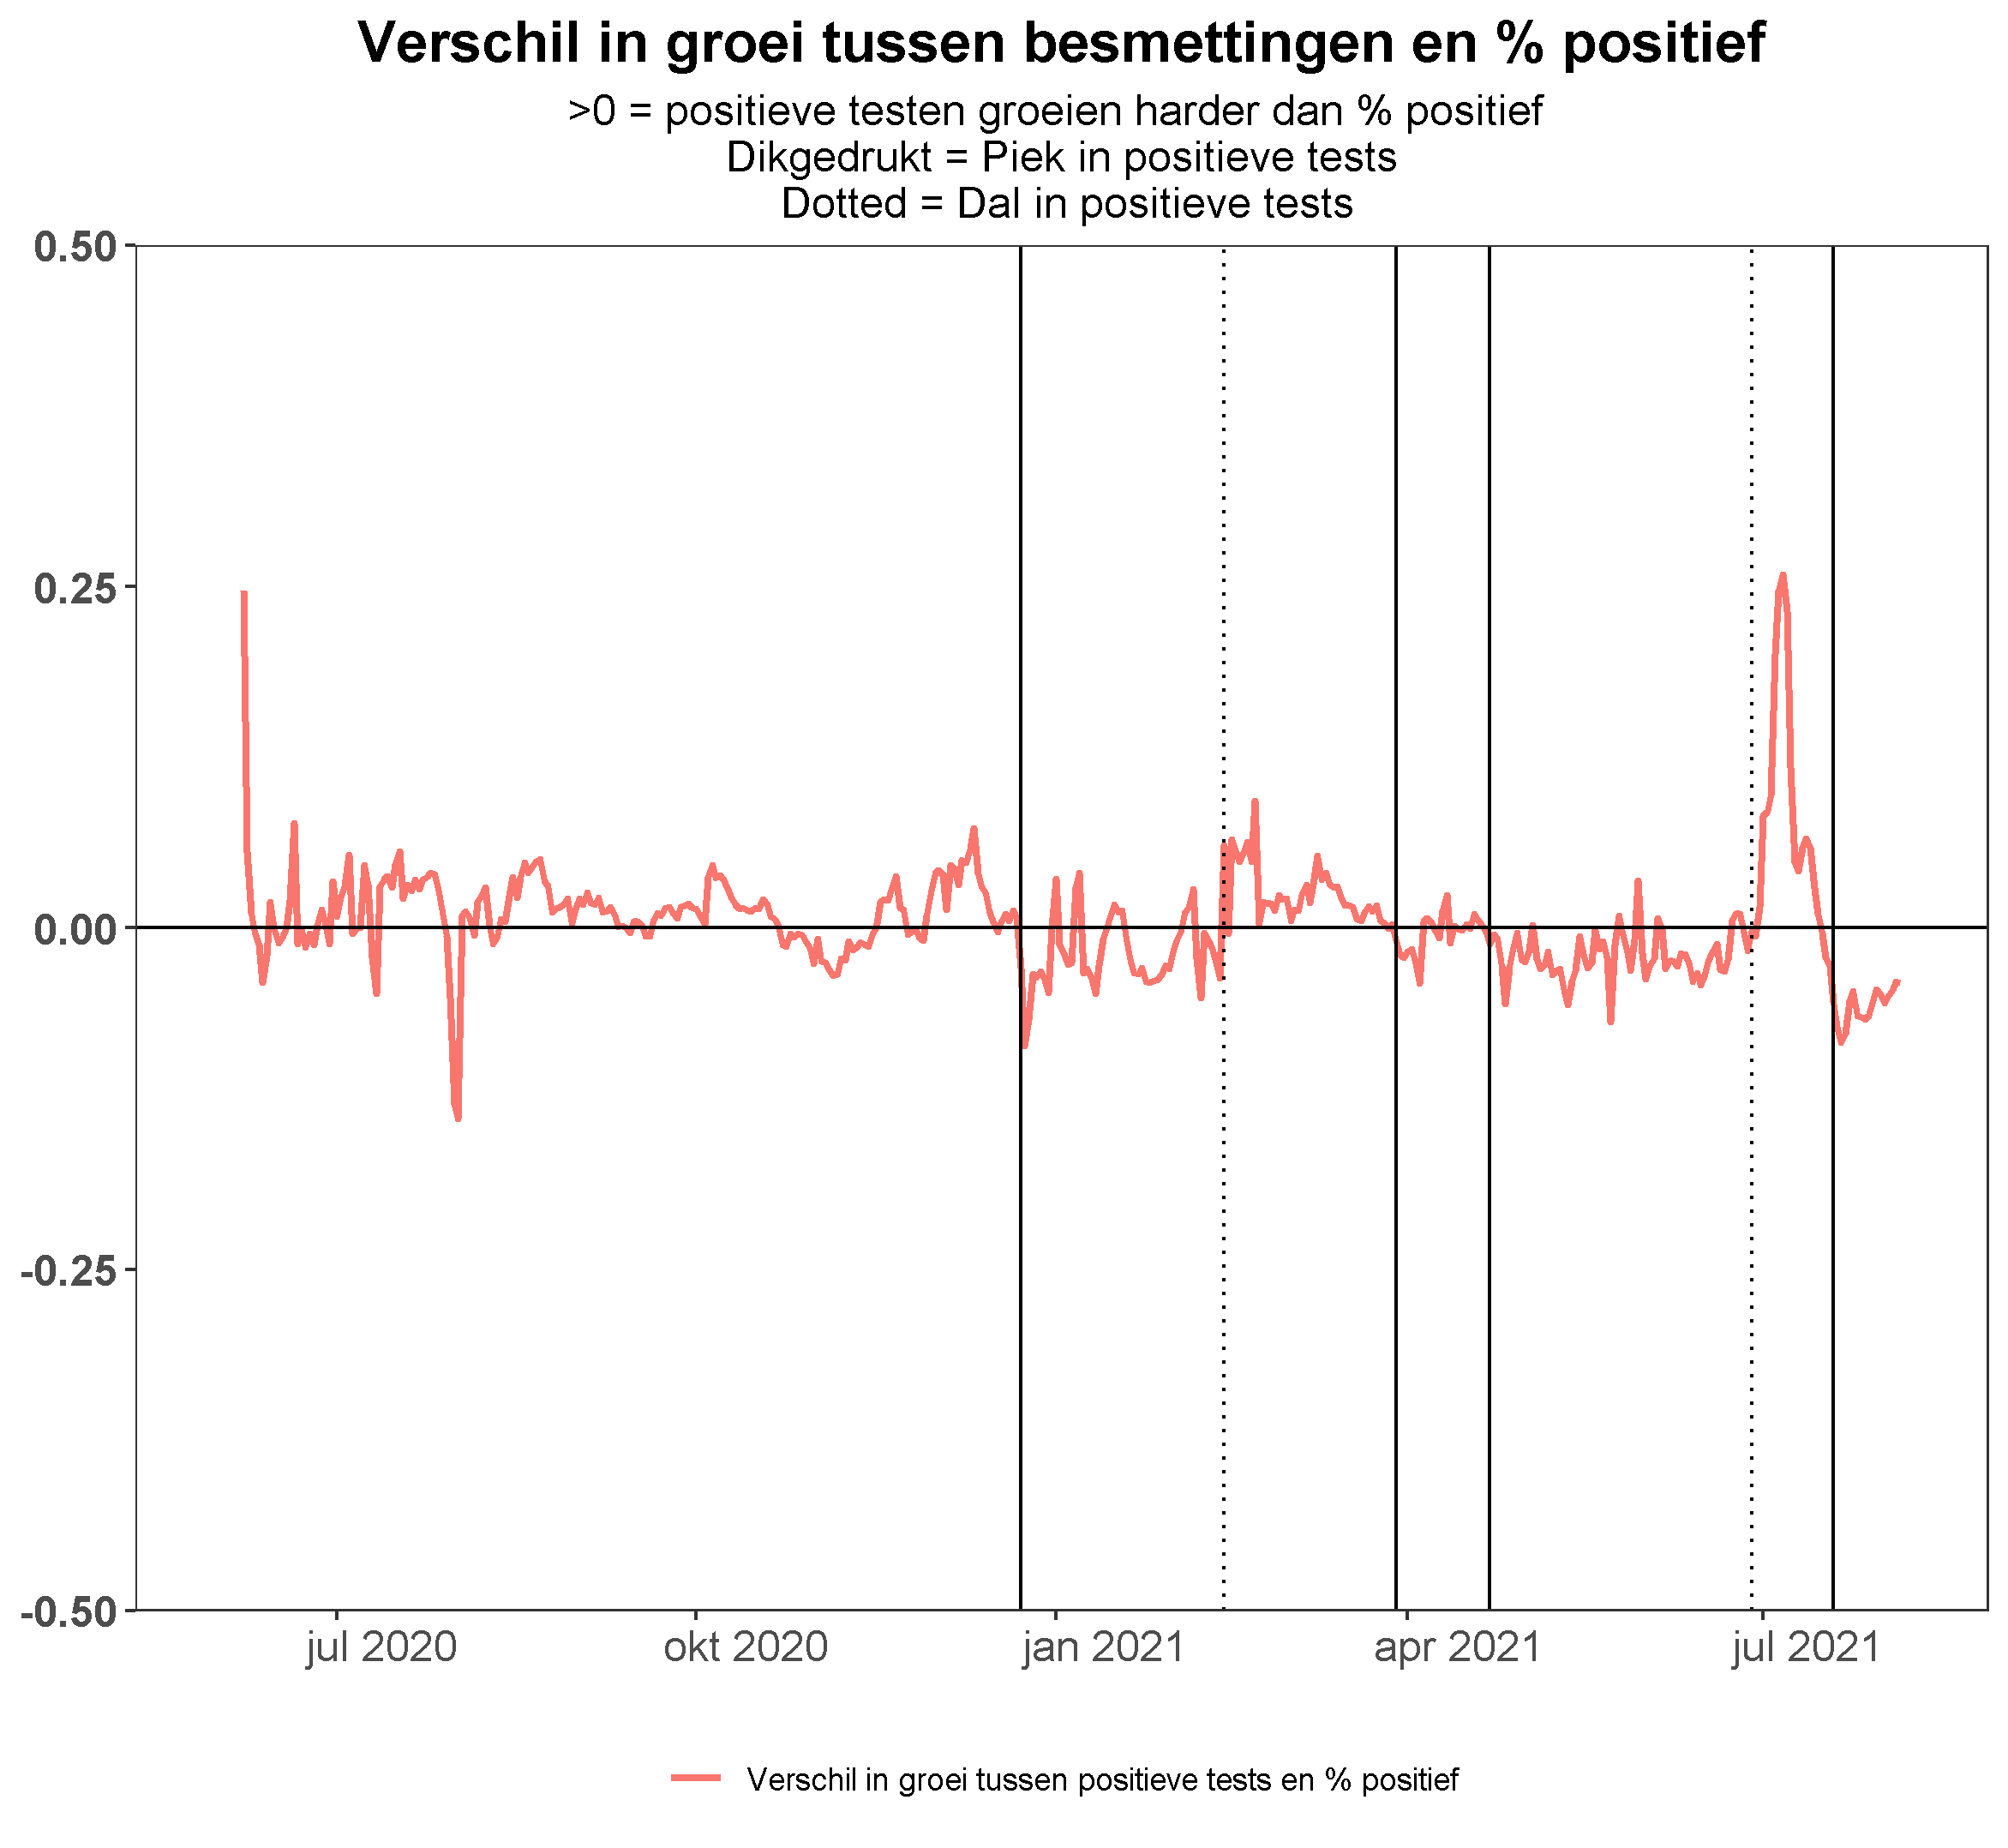 Verschil in groei tussen besmettingen en % positief
>0 = positieve testen groeien harder dan % positief
Dikgedrukt = Piek in positieve tests
Dotted = Dal in positieve tests
0.50
0.25
0.00
-0.25
-0.50
jul 2020 okt 2020 jan 2021 apr 2021 jul 2021
Verschil in groei tussen positieve tests en % positief